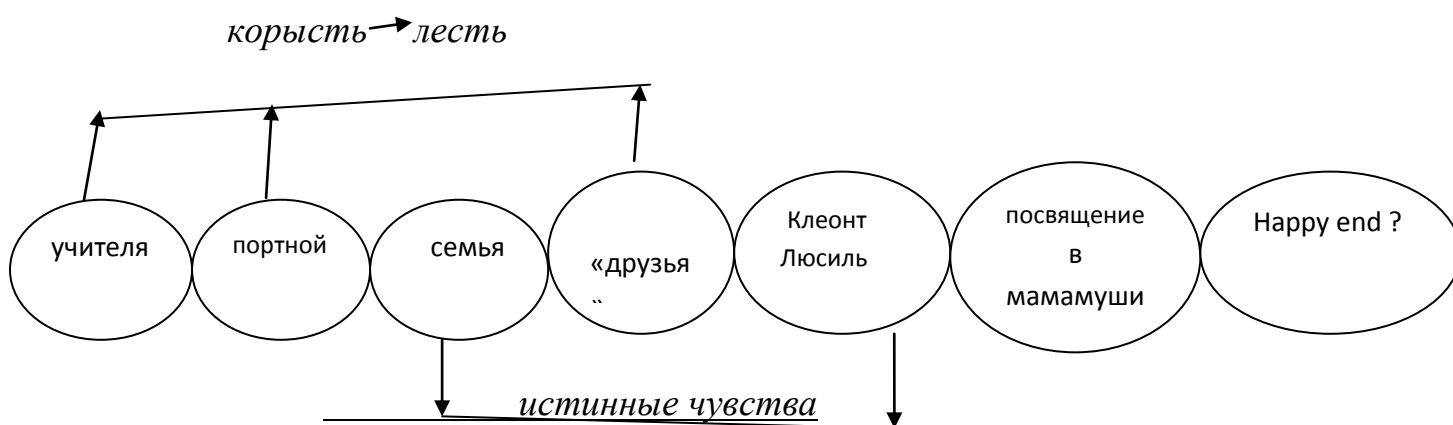 корысть лесть
учителя
портной
семья
«друзья
»
Клеонт
Люсиль
посвящение
в
мамамуши
Happy end ?
истинные чувства